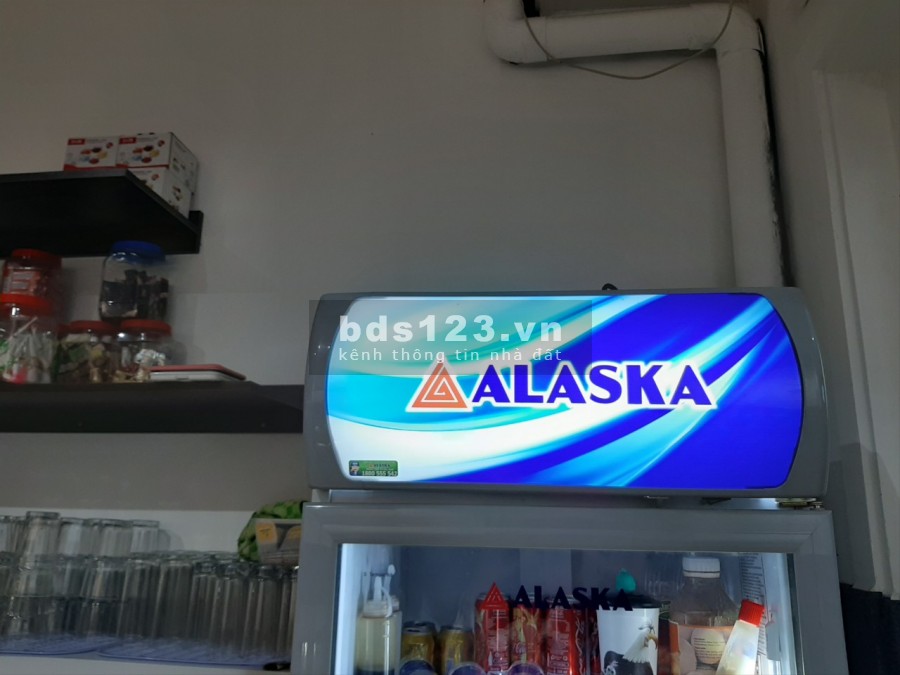 bds123.vn
kênh thông tin nhà đất
ALASKA
ALASKA